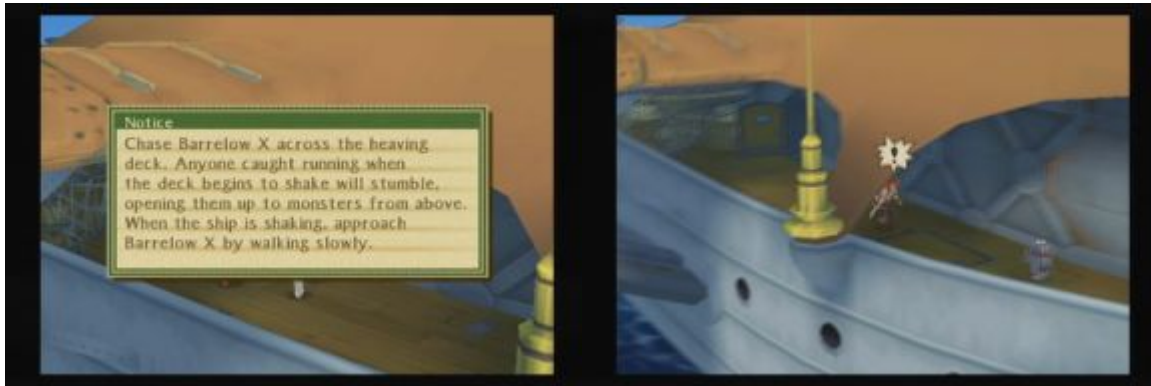 Notice
Chase Barrelow X across the heaving
deck. Anyone caught running when
the deck begins to shake will stumble,
opening them up to monsters from above.
When the ship is shaking, approach
Barrelow X by walking slowly.
!